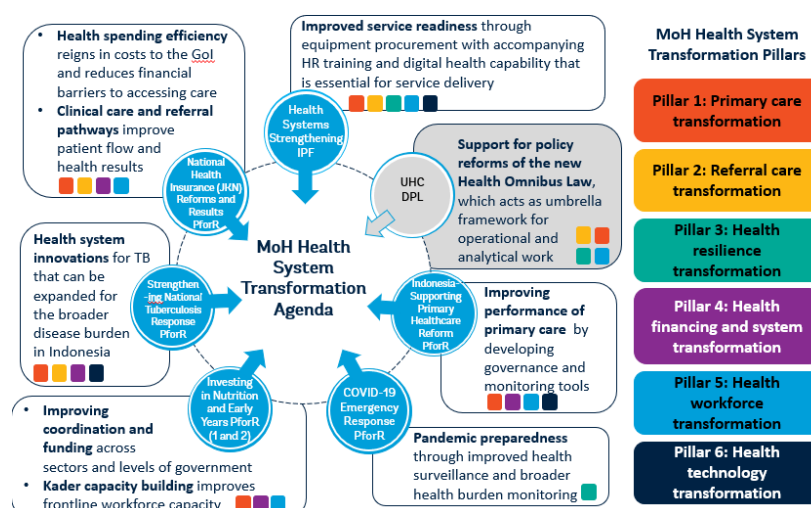 Health spending efficiency
reigns in costs to the GoI
and reduces financial
barriers to accessing care
Clinical care and referral
pathways improve
patient flow and
health results
Improved service readiness through
equipment procurement with accompanying
HR training and digital health capability that
is essential for service delivery
MoH Health System
Transformation Pillars
Health
Systems
Strengthening
IPF
National
Health
Insurance (JKN)
Reforms and
Results
PforR
UHC
DPL
Support for policy
reforms of the new
Health Omnibus Law,
which acts as umbrella
framework for
operational and
analytical work
MoH Health
System
Transformation
Agenda
Health system
innovations for TB
that can be
expanded for
the broader
disease burden
in Indonesia
Strengthen
-ing National
Tuberculosis
Response
PforR
Indonesia-
Supporting
Primary
Healthcare
Reform
PforR
Improving
performance of
primary care by
developing
governance and
monitoring tools
Investing
in Nutrition
and Early
Years PforR
(1 and 2)
COVID-19
Emergency
Response
PforR
Improving
coordination and
funding across
sectors and levels of government
Kader capacity building improves
frontline workforce capacity
Pandemic preparedness
through improved health
surveillance and broader
health burden monitoring
Pillar 1: Primary care
transformation
Pillar 2: Referral care
transformation
Pillar 3: Health
resilience
transformation
Pillar 4: Health
financing and system
transformation
Pillar 5: Health
workforce
transformation
Pillar 6: Health
technology
transformation